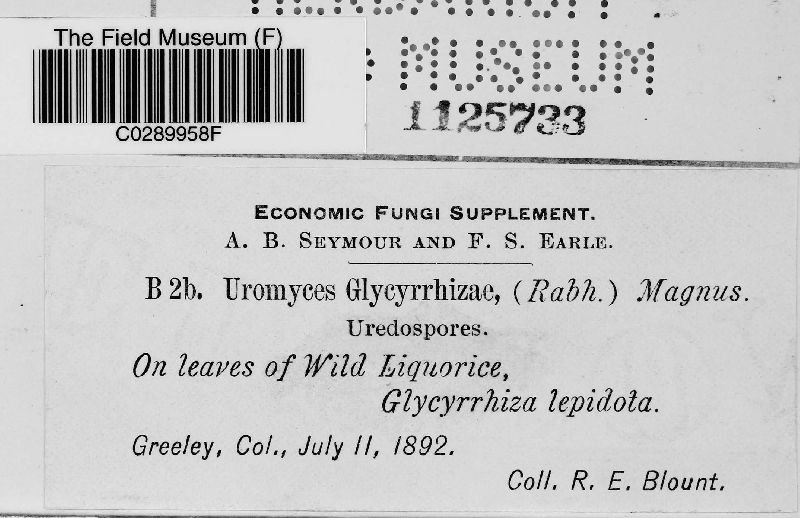 The Field Museum (F)
C0289958F
MUSEUM
1125733
ECONOMIC FUNGI SUPPLEMENT.
A. B. SEYMOUR AND F. S. EARLE.
B 2b. Uromyces Glycyrrhizae, (Rabh.) Magnus.
Uredospores.
On leaves of Wild Liquorice,
Glycyrrhiza lepidota.
Greeley, Col., July 11, 1892.
Coll. R. E. Blount.